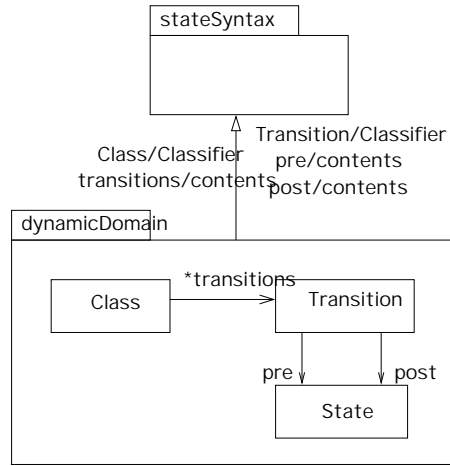 stateSyntax
Class/Classifier
transitions/contents
Transition/Classifier
pre/contents
post/contents
dynamicDomain
Class
*transitions
Transition
pre
post
State